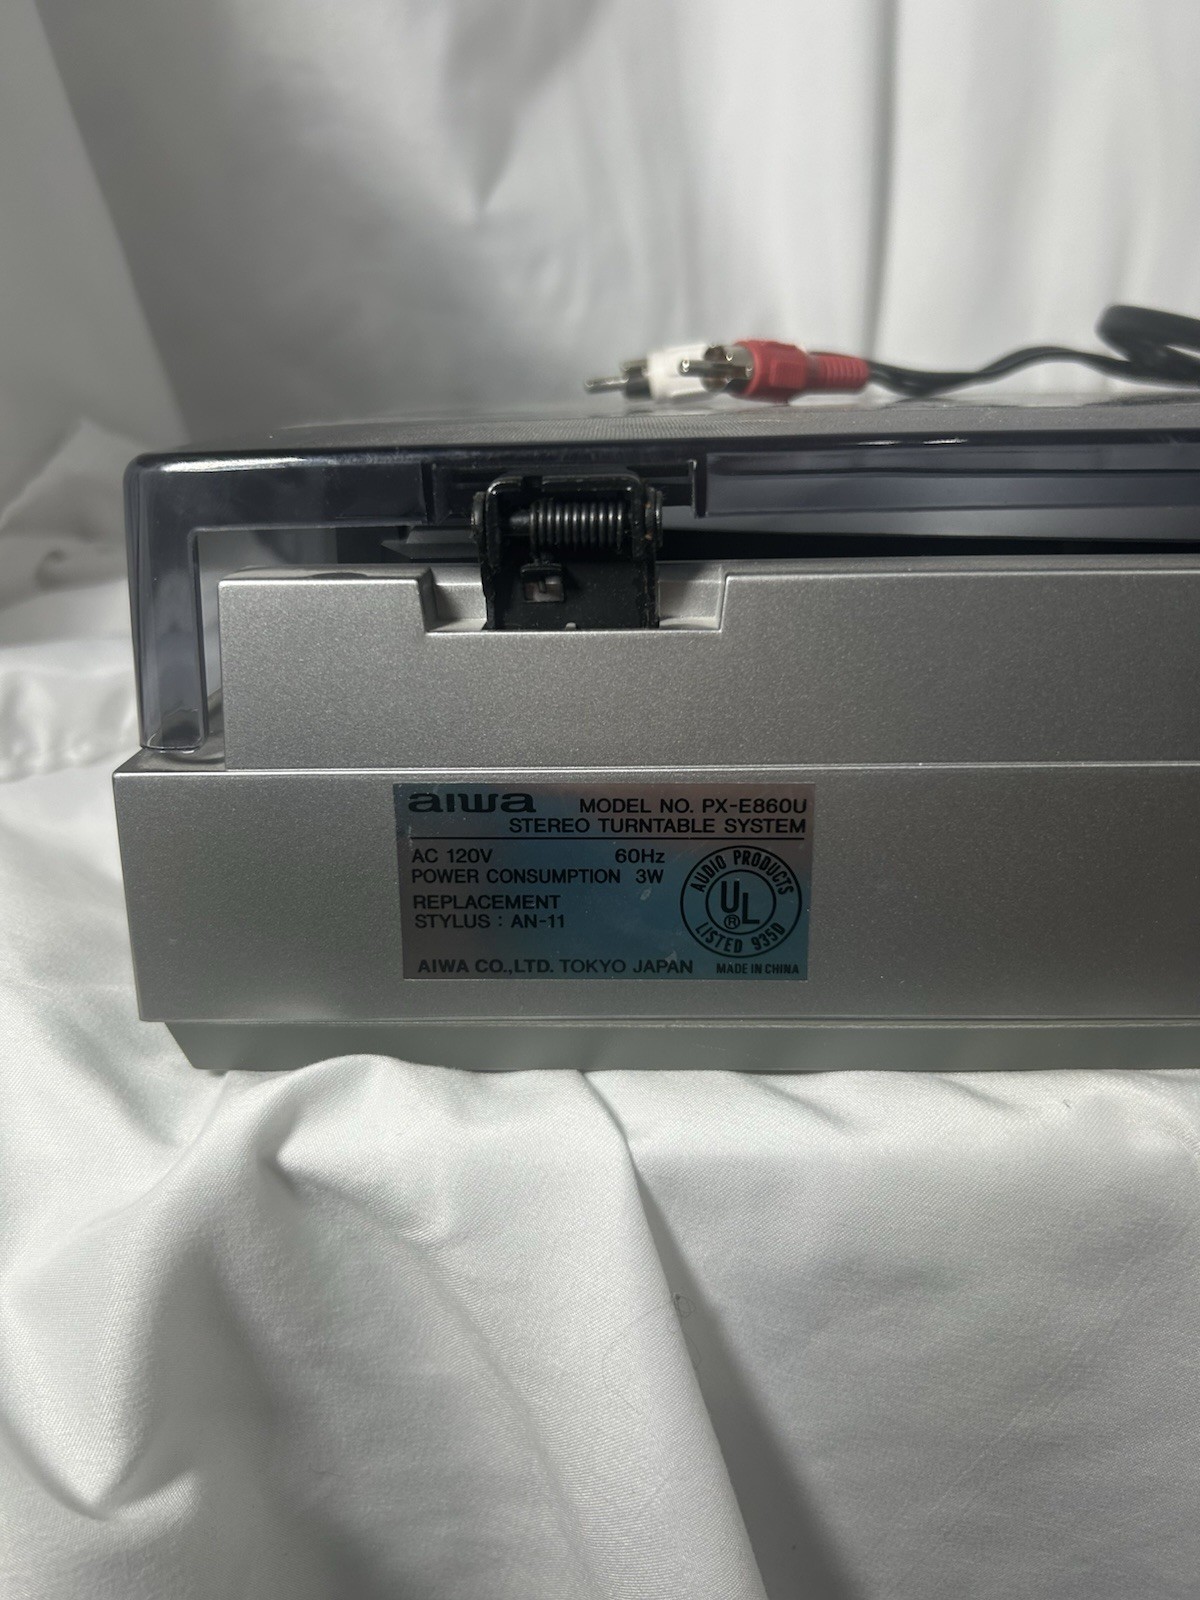 aiwa MODEL NO. PX-E860U
STEREO TURNTABLE SYSTEM
AC 120V 60Hz
POWER CONSUMPTION 3W
REPLACEMENT
STYLUS : AN-11
AUDIO PRODUCTS
UL
®
LISTED 935D
AIWA CO.,LTD. TOKYO JAPAN MADE IN CHINA